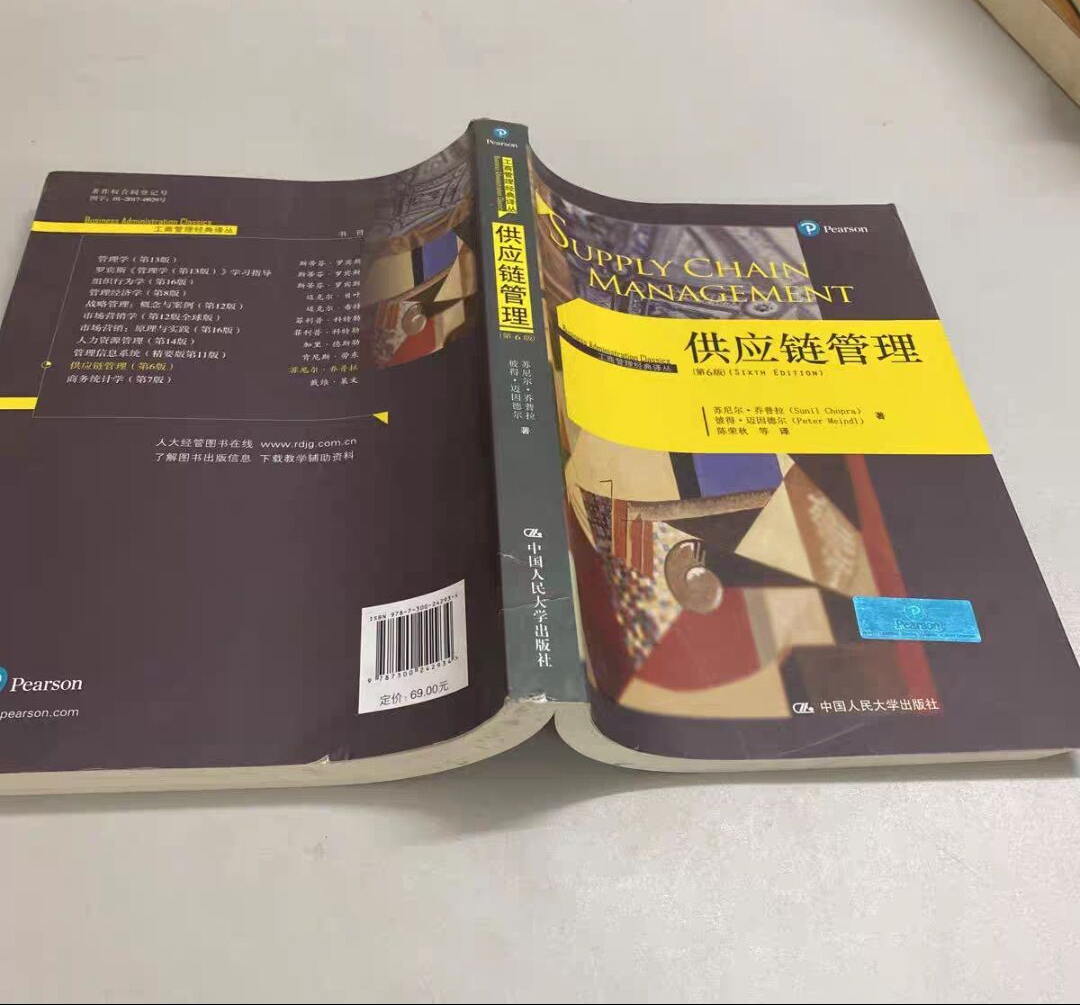 著作权合同登记号
图字：01-2017-4929号
Business Administration Classics
工商管理经典译丛
书 目
管理学（第13版） 斯蒂芬·罗宾斯
罗宾斯《管理学（第13版）》学习指导 斯蒂芬·罗宾斯
组织行为学（第16版） 斯蒂芬·罗宾斯
管理经济学（第8版） 迈克尔·贝叶
战略管理：概念与案例（第12版） 迈克尔·希特
市场营销学（第12版全球版） 菲利普·科特勒
市场营销：原理与实践（第16版） 菲利普·科特勒
人力资源管理（第14版） 加里·德斯勒
管理信息系统（精要版第11版） 肯尼斯·劳东
供应链管理（第6版） 苏尼尔·乔普拉
商务统计学（第7版） 戴维·莱文
人大经管图书在线 www.rdjg.com.cn
了解图书出版信息 下载教学辅助资料
Pearson
pearson.com
ISBN 978-7-300-24293-4
9 787300 242934
定价：69.00元
Pearson
工商管理经典译丛
Business Administration Classics
供应链管理
（第6版）
苏尼尔·乔普拉
彼得·迈因德尔
著
中国人民大学出版社
Pearson
SUPPLY CHAIN
MANAGEMENT
Business Administration Classics
工商管理经典译丛
供应链管理
（第6版）(SIXTH EDITION)
苏尼尔·乔普拉（Sunil Chopra）
彼得·迈因德尔（Peter Meindl）
著
陈荣秋 等 译
Pearson
中国人民大学出版社